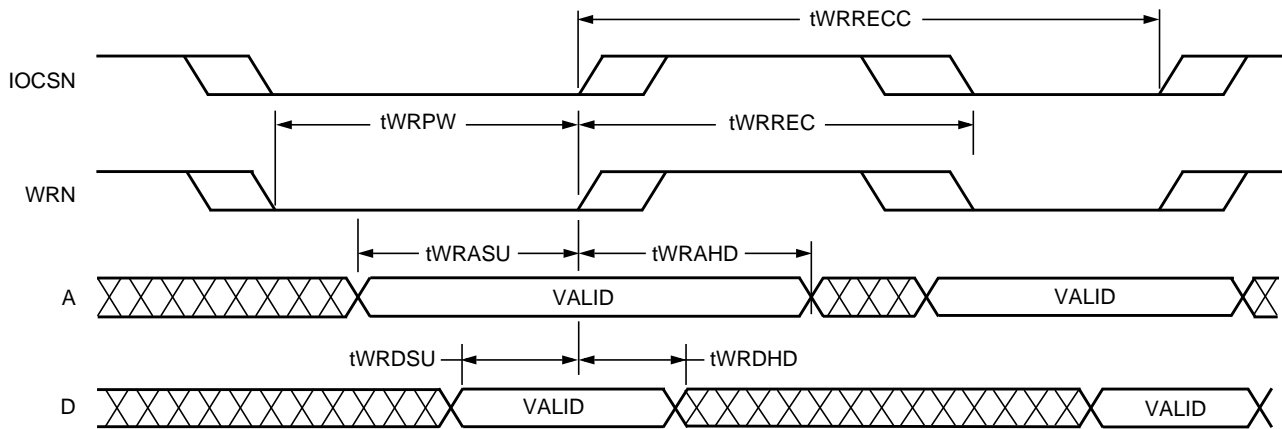 tWRRECC
IOCSN
tWRPW
tWRREC
WRN
tWRASU
tWRAHD
A
VALID
VALID
tWRDSU
tWRDHD
D
VALID
VALID